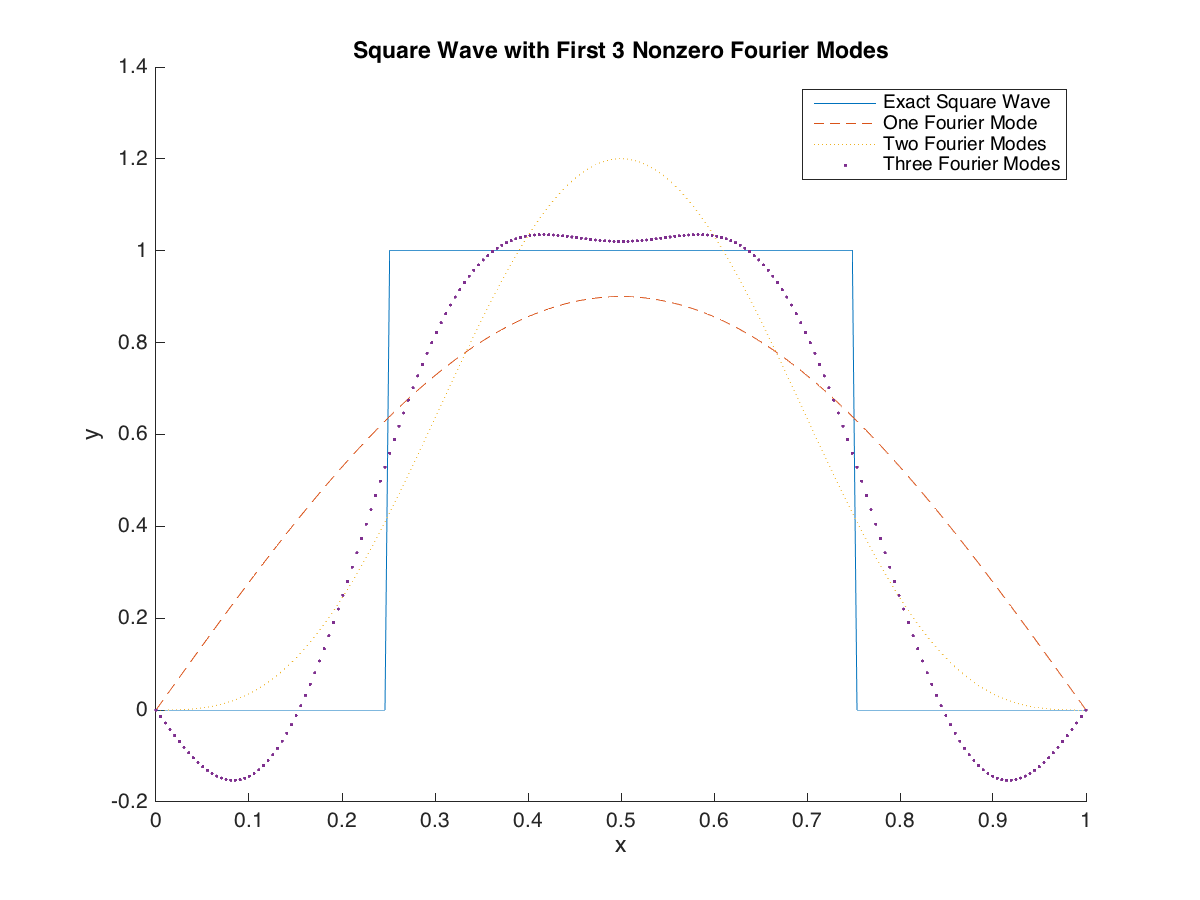 Square Wave with First 3 Nonzero Fourier Modes
1.4
1.2
1
0.8
0.6
0.4
0.2
0
-0.2
y
Exact Square Wave
One Fourier Mode
Two Fourier Modes
Three Fourier Modes
0 0.1 0.2 0.3 0.4 0.5 0.6 0.7 0.8 0.9 1
x